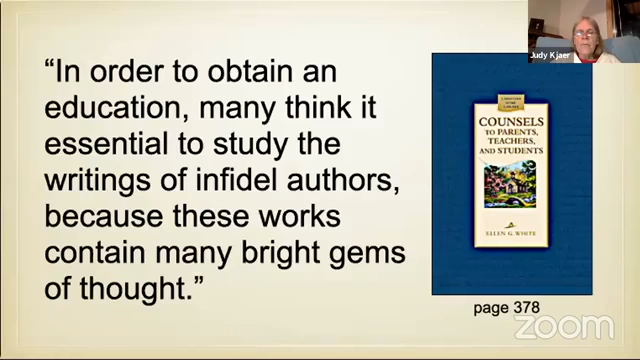 Judy Kjaer
“In order to obtain an
education, many think it
essential to study the
writings of infidel authors,
because these works
contain many bright gems
of thought.”
COUNSELS
TO PARENTS,
TEACHERS,
AND STUDENTS
ELLEN G. WHITE
page 378
zoom